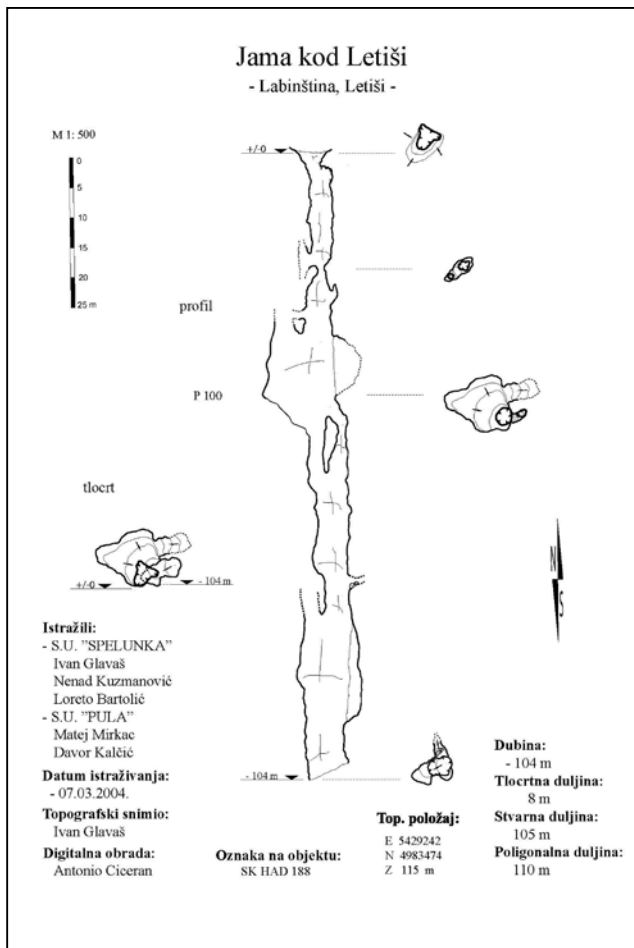 Jama kod Letiši
- Labinština, Letiši -
M 1: 500
0
5
10
15
20
25 m
+/-0
profil
P 100
tlocrt
+/-0
- 104 m
N
S
- 104 m
Istražili:
- S.U. "SPELUNKA"
Ivan Glavaš
Nenad Kuzmanović
Loreto Bartolić
- S.U. "PULA"
Matej Mirkac
Davor Kalčić
Datum istraživanja:
- 07.03.2004.
Topografski snimio:
Ivan Glavaš
Digitalna obrada:
Antonio Ciceran
Oznaka na objektu:
SK HAD 188
Top. položaj:
E 5429242
N 4983474
Z 115 m
Dubina:
- 104 m
Tlocrtna duljina:
8 m
Stvarna duljina:
105 m
Poligonalna duljina:
110 m